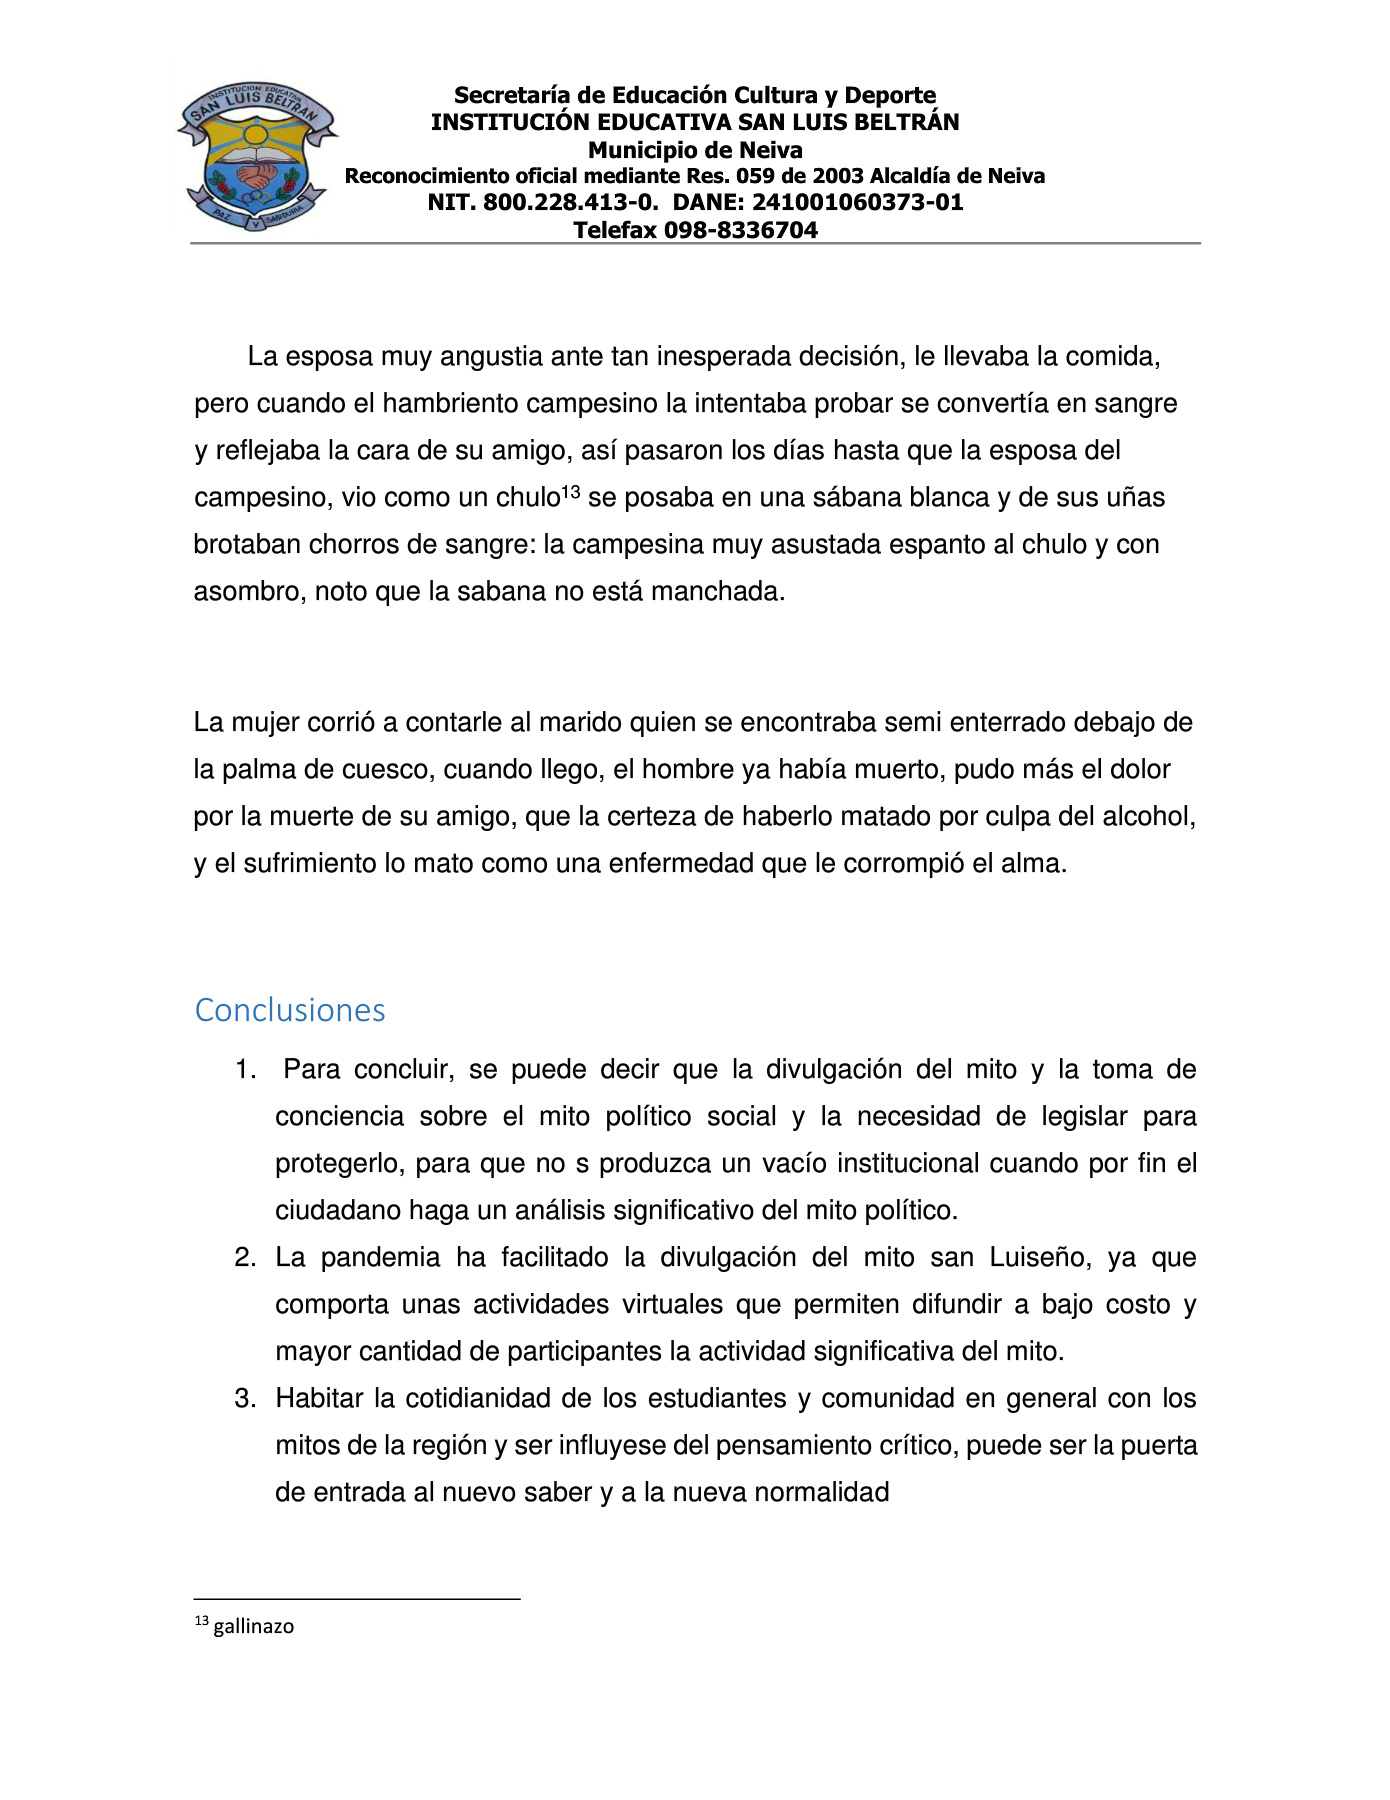 INSTITUCION EDUCATIVA
SAN LUIS BELTRAN
PAZ Y SABIDURIA
Secretaría de Educación Cultura y Deporte
INSTITUCIÓN EDUCATIVA SAN LUIS BELTRÁN
Municipio de Neiva
Reconocimiento oficial mediante Res. 059 de 2003 Alcaldía de Neiva
NIT. 800.228.413-0.  DANE: 241001060373-01
Telefax 098-8336704
La esposa muy angustia ante tan inesperada decisión, le llevaba la comida,
pero cuando el hambriento campesino la intentaba probar se convertía en sangre
y reflejaba la cara de su amigo, así pasaron los días hasta que la esposa del
campesino, vio como un chulo¹³ se posaba en una sábana blanca y de sus uñas
brotaban chorros de sangre: la campesina muy asustada espanto al chulo y con
asombro, noto que la sabana no está manchada.
La mujer corrió a contarle al marido quien se encontraba semi enterrado debajo de
la palma de cuesco, cuando llego, el hombre ya había muerto, pudo más el dolor
por la muerte de su amigo, que la certeza de haberlo matado por culpa del alcohol,
y el sufrimiento lo mato como una enfermedad que le corrompió el alma.
Conclusiones
1. Para concluir, se puede decir que la divulgación del mito y la toma de
conciencia sobre el mito político social y la necesidad de legislar para
protegerlo, para que no s produzca un vacío institucional cuando por fin el
ciudadano haga un análisis significativo del mito político.
2. La pandemia ha facilitado la divulgación del mito san Luiseño, ya que
comporta unas actividades virtuales que permiten difundir a bajo costo y
mayor cantidad de participantes la actividad significativa del mito.
3. Habitar la cotidianidad de los estudiantes y comunidad en general con los
mitos de la región y ser influyese del pensamiento crítico, puede ser la puerta
de entrada al nuevo saber y a la nueva normalidad
¹³ gallinazo